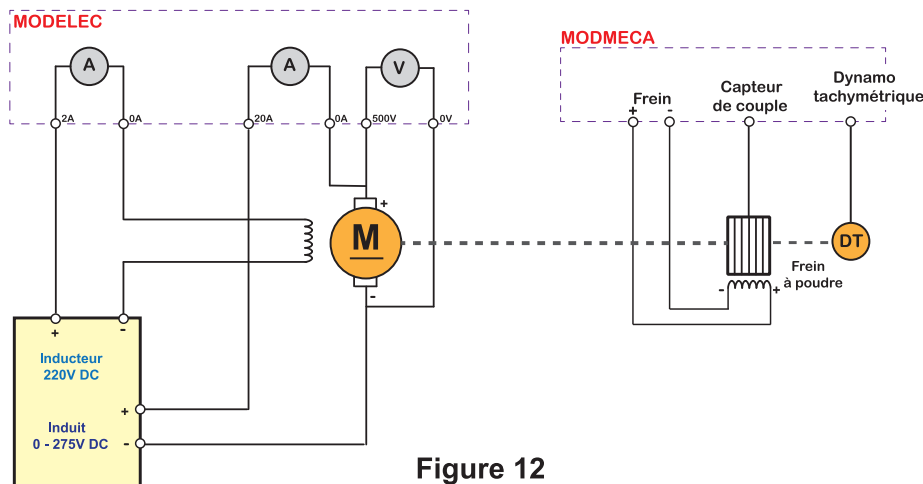 MODELEC
A
A
V
2A
0A
20A
0A
500V
0V
+
M
-
+
-
Inducteur
220V DC
+
Induit
0 - 275V DC
-
MODMECA
Frein
+
-
Capteur
de couple
Dynamo
tachymétrique
DT
Frein
à poudre
-
+
Figure 12